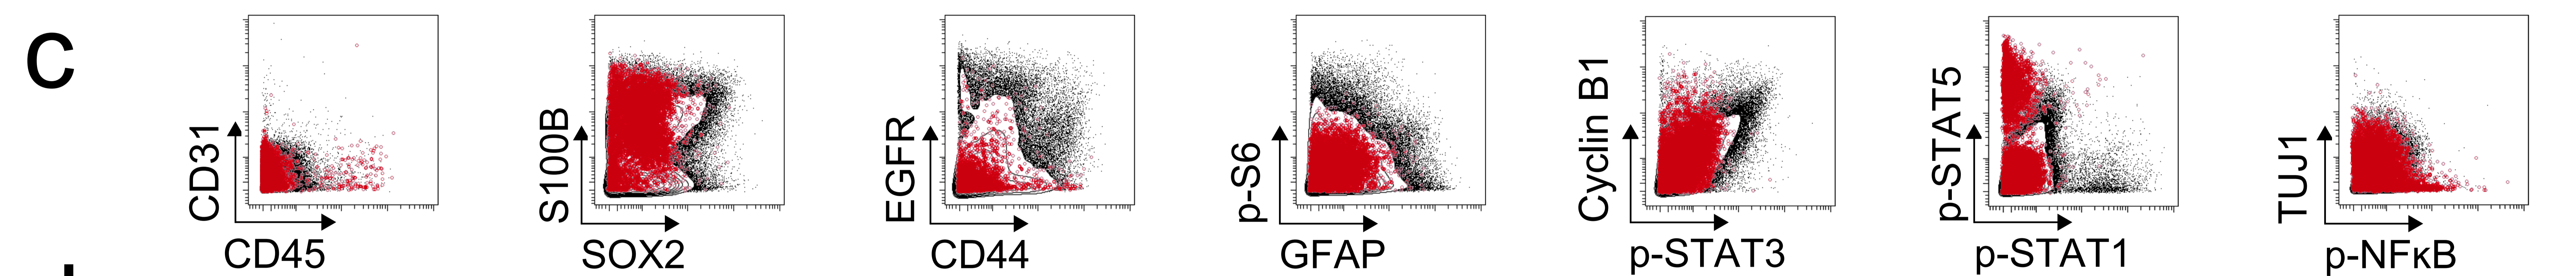 c
CD31
CD45
S100B
SOX2
EGFR
CD44
p-S6
GFAP
Cyclin B1
p-STAT3
p-STAT5
p-STAT1
TUJ1
p-NFκB